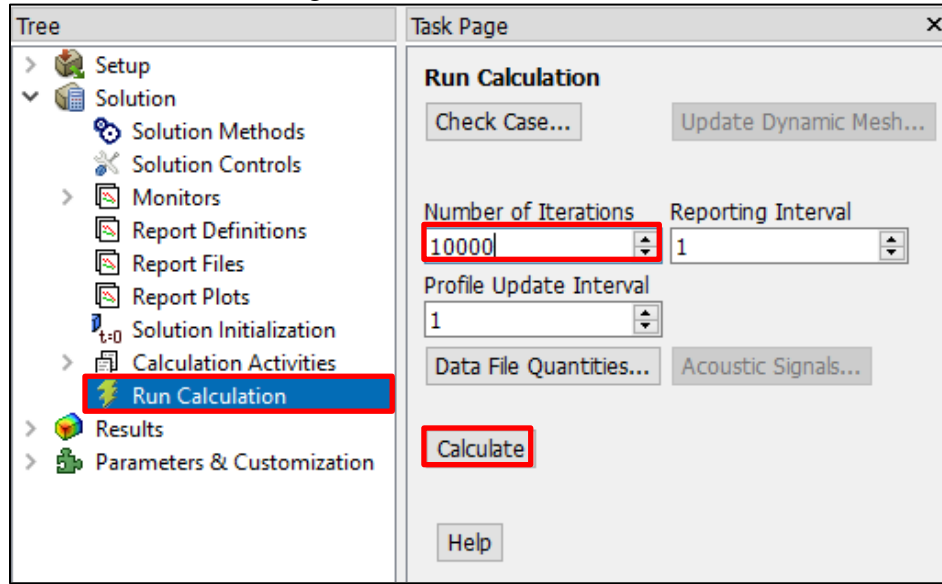 Tree
Setup
Solution
Solution Methods
Solution Controls
Monitors
Report Definitions
Report Files
Report Plots
t=0 Solution Initialization
Calculation Activities
Run Calculation
Results
Parameters & Customization
Task Page
Run Calculation
Check Case... Update Dynamic Mesh...
Number of Iterations Reporting Interval
10000 1
Profile Update Interval
1
Data File Quantities... Acoustic Signals...
Calculate
Help